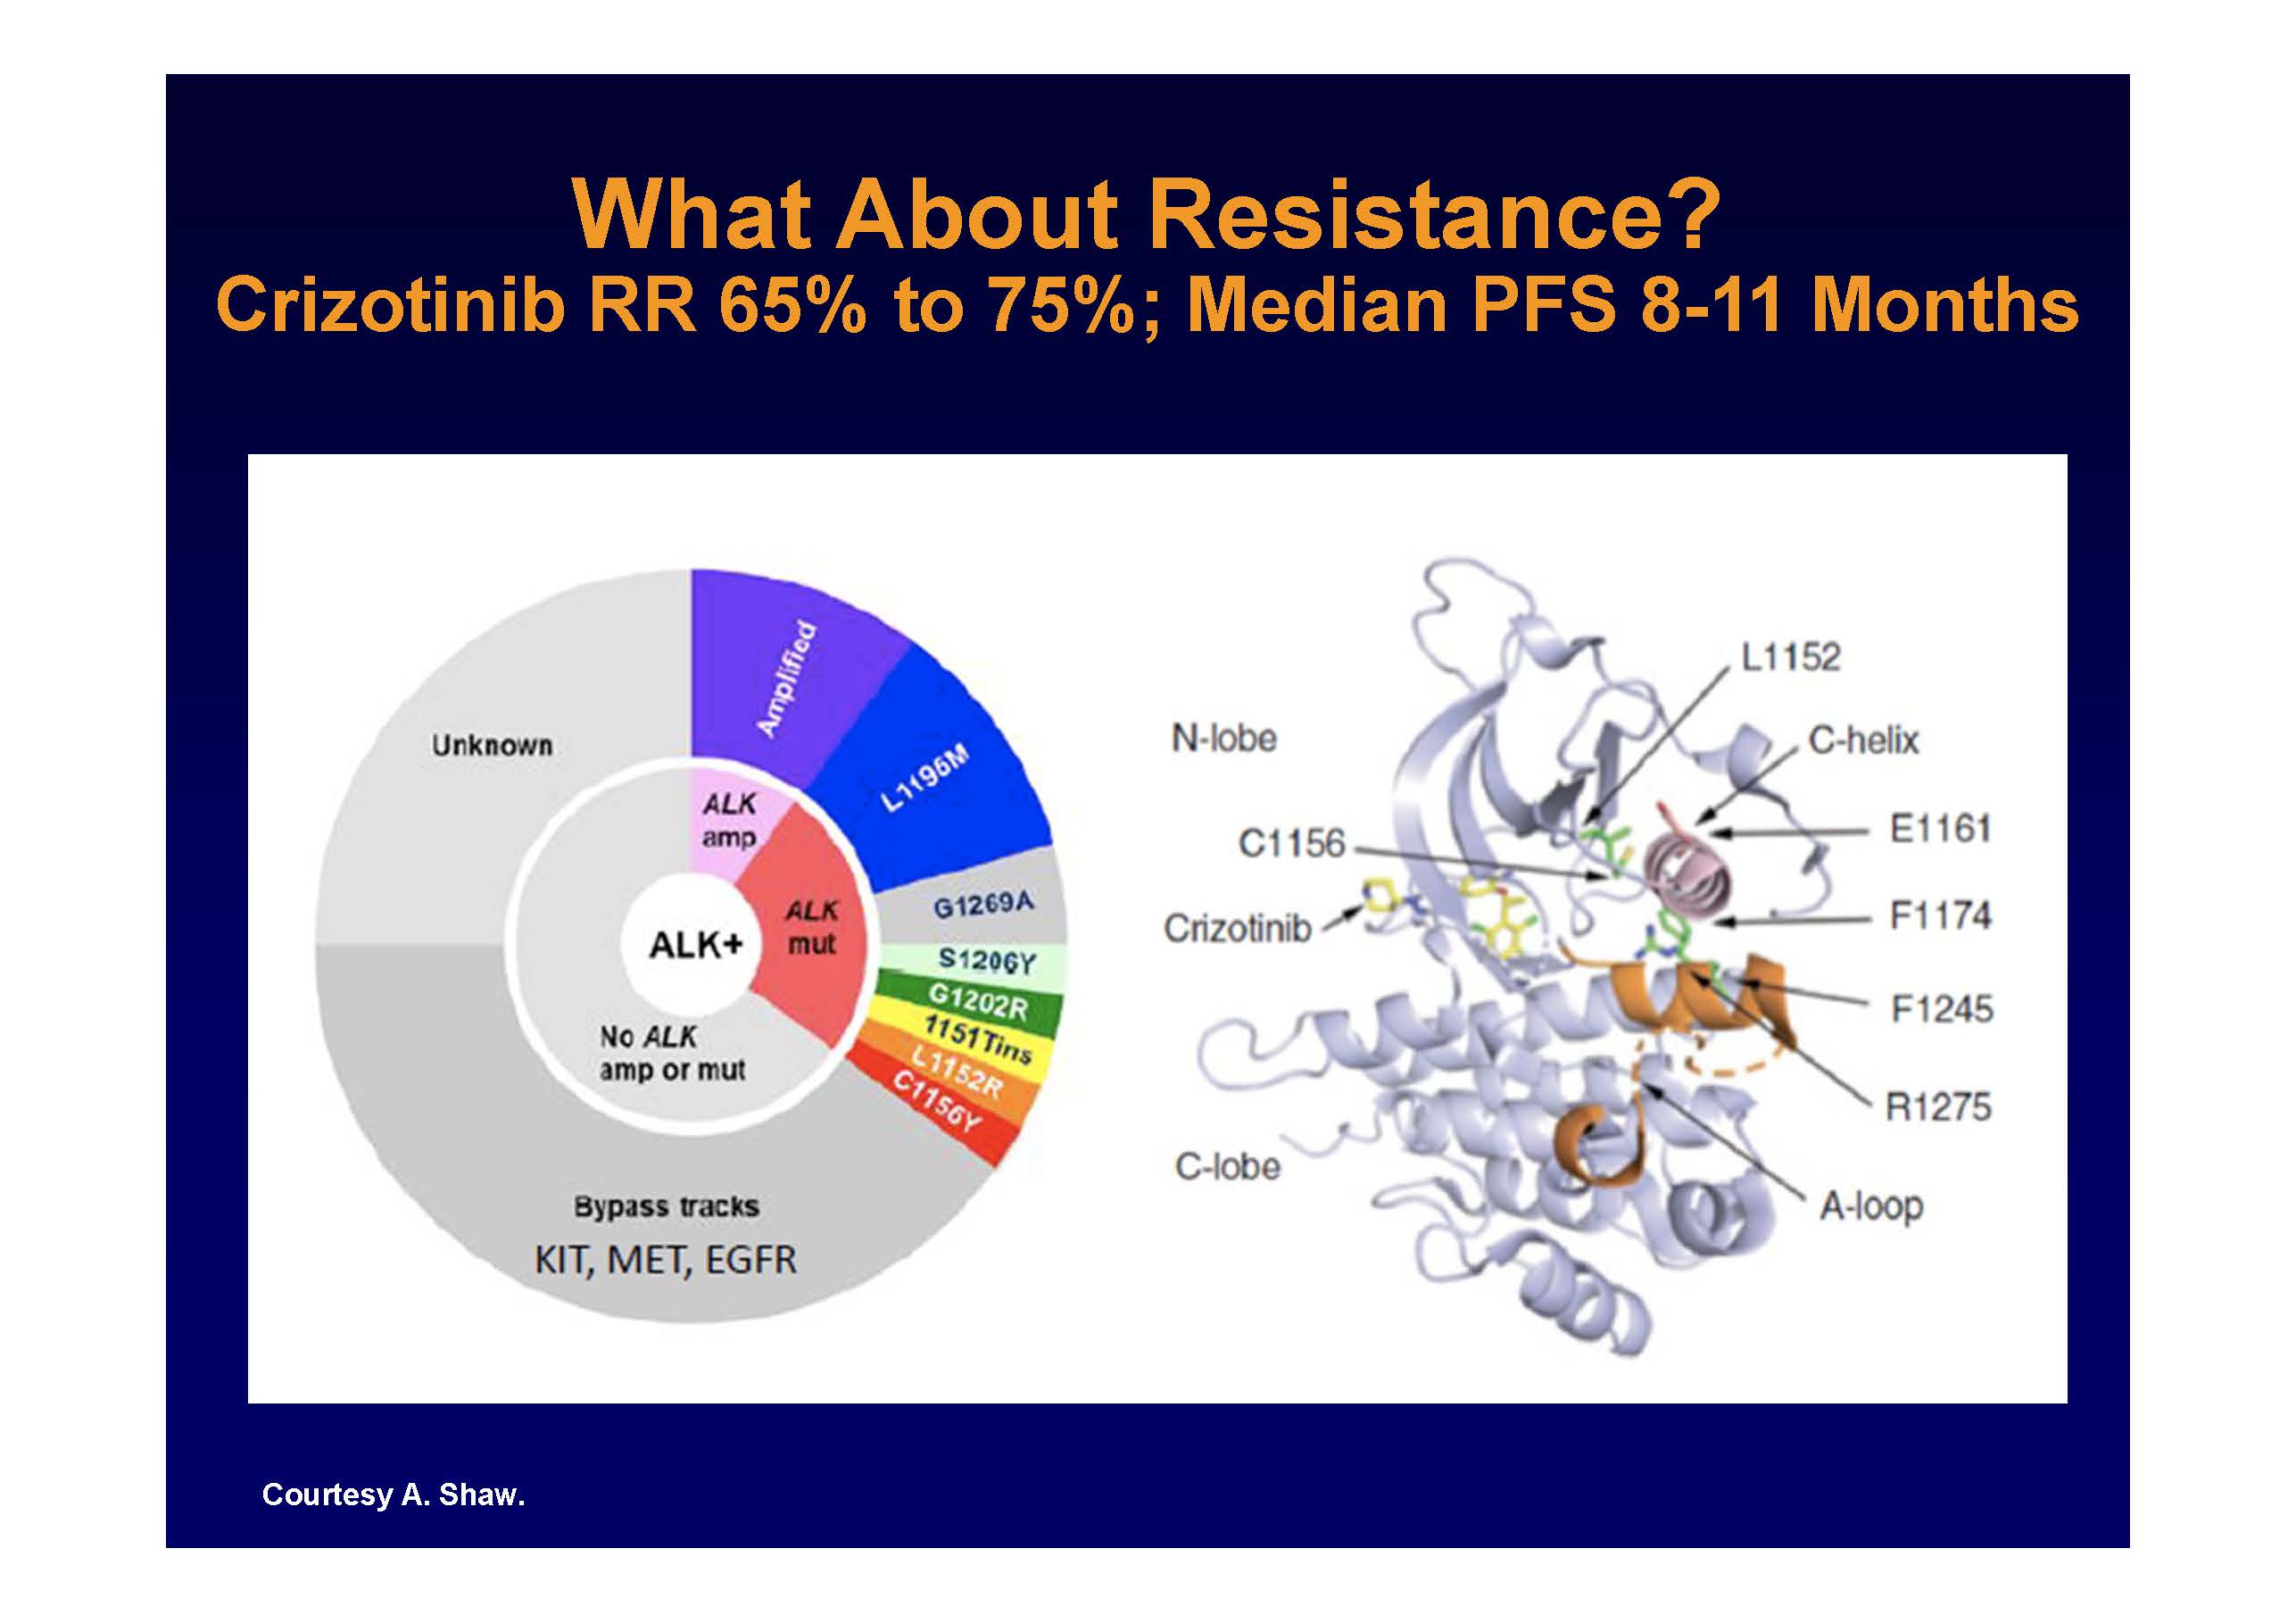 What About Resistance?
Crizotinib RR 65% to 75%; Median PFS 8-11 Months
Unknown
Amplified
L1196M
G1269A
S1206Y
G1202R
1151Tins
L1152R
C1156Y
ALK
amp
ALK
mut
ALK+
No ALK
amp or mut
Bypass tracks
KIT, MET, EGFR
N-lobe
L1152
C-helix
C1156
E1161
Crizotinib
F1174
F1245
R1275
C-lobe
A-loop
Courtesy A. Shaw.